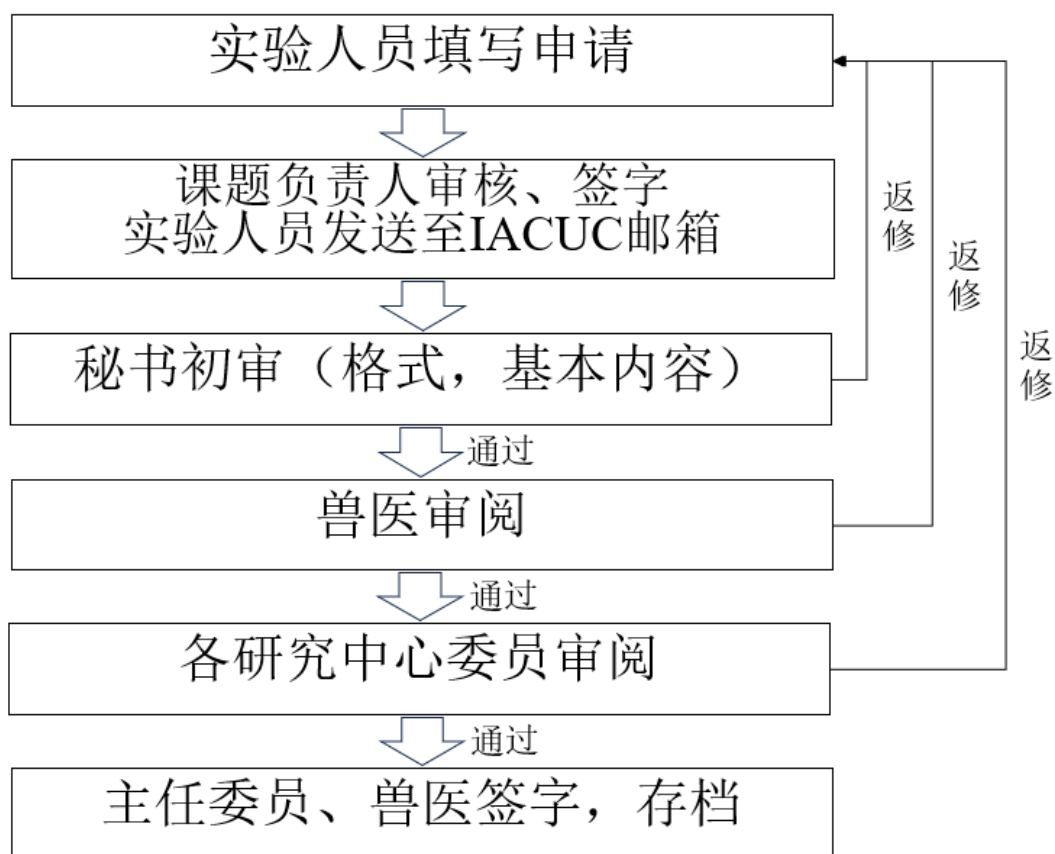 实验人员填写申请
课题负责人审核、签字
实验人员发送至IACUC邮箱
返修
返修
返修
秘书初审（格式，基本内容）
通过
兽医审阅
通过
各研究中心委员审阅
通过
主任委员、兽医签字，存档